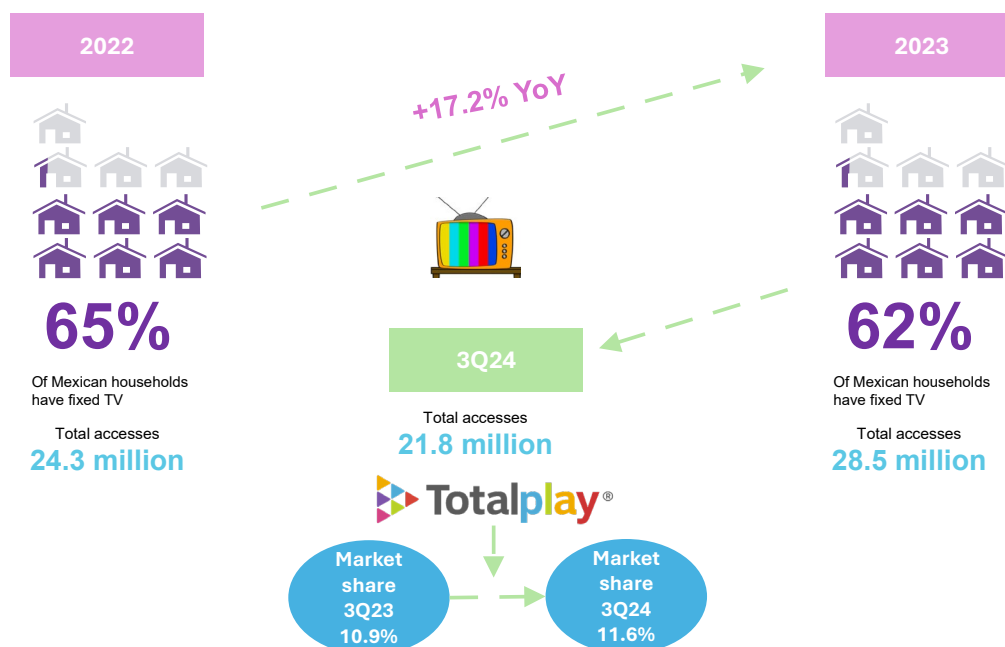 2022
2023
+17.2% YoY
65%
Of Mexican households
have fixed TV
Total accesses
24.3 million
3Q24
Total accesses
21.8 million
62%
Of Mexican households
have fixed TV
Total accesses
28.5 million
Totalplay®
Market
share
3Q23
10.9%
Market
share
3Q24
11.6%